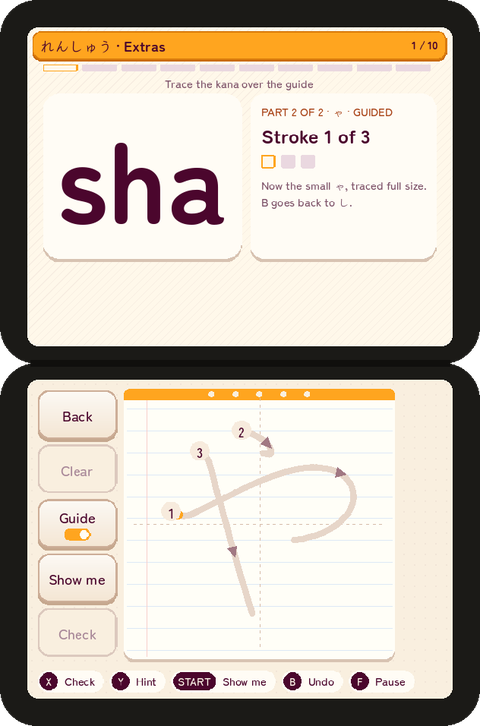 れんしゅう · Extras 1 / 10
Trace the kana over the guide
sha
PART 2 OF 2 · ゃ · GUIDED
Stroke 1 of 3
Now the small ゃ, traced full size.
B goes back to し.
Back
Clear
Guide
Show me
Check
1
2
3
X Check Y Hint START Show me B Undo F Pause